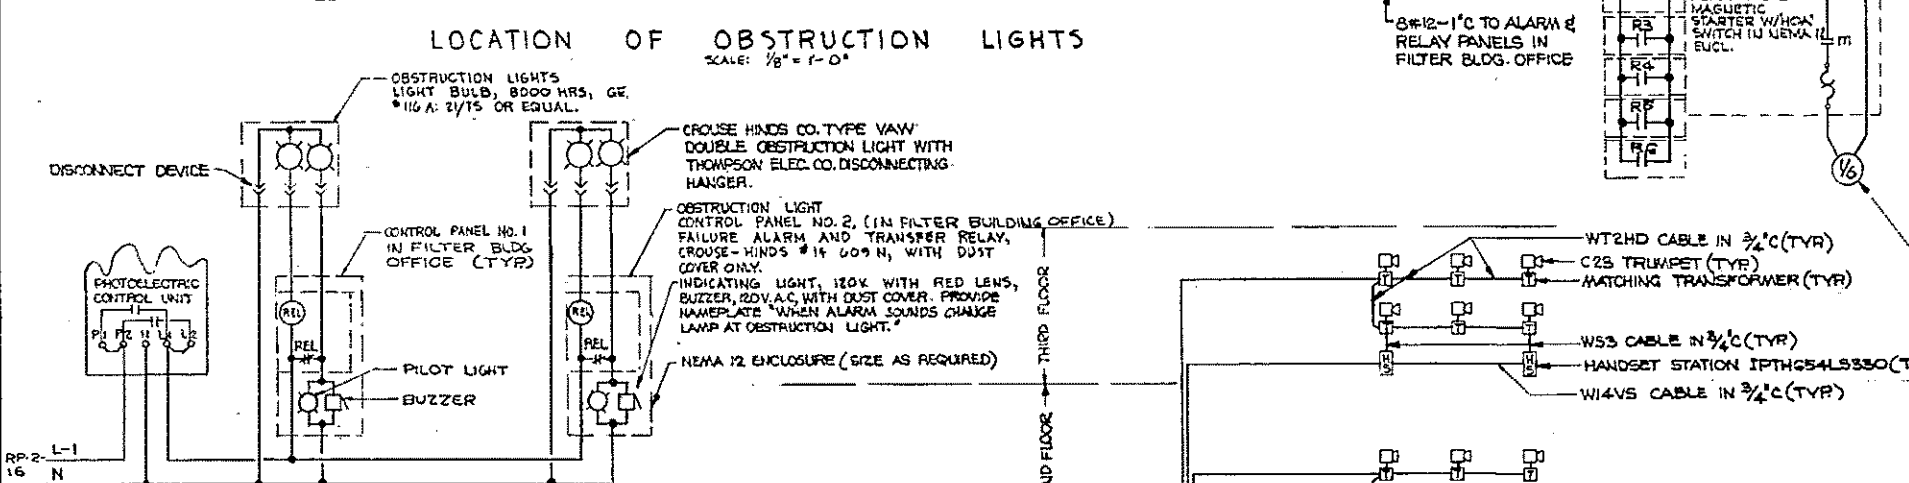 LOCATION OF OBSTRUCTION LIGHTS
SCALE: 1/8" = 1'-0"
OBSTRUCTION LIGHTS
LIGHT BULB, 8000 HRS, GE.
#116 A: 21/TS OR EQUAL.
DISCONNECT DEVICE
CROUSE HINDS CO. TYPE VAW
DOUBLE OBSTRUCTION LIGHT WITH
THOMPSON ELEC. CO. DISCONNECTING
HANGER.
CONTROL PANEL NO. 1
IN FILTER BLDG
OFFICE (TYP)
OBSTRUCTION LIGHT
CONTROL PANEL NO. 2, (IN FILTER BUILDING OFFICE)
FAILURE ALARM AND TRANSFER RELAY,
CROUSE-HINDS #14 609 N, WITH DUST
COVER ONLY.
INDICATING LIGHT, 120V. WITH RED LENS,
BUZZER, 120V. A.C, WITH DUST COVER. PROVIDE
NAMEPLATE "WHEN ALARM SOUNDS CHANGE
LAMP AT OBSTRUCTION LIGHT."
NEMA 12 ENCLOSURE (SIZE AS REQUIRED)
PHOTOELECTRIC
CONTROL UNIT
REL
REL
REL
REL
PILOT LIGHT
BUZZER
RP-2-
16
L-1
N
8#12-1"C TO ALARM &
RELAY PANELS IN
FILTER BLDG. OFFICE
R3
R4
R5
R6
MAGNETIC
STARTER W/HOA
SWITCH IN NEMA 12
ENCL.
m
1/6
THIRD FLOOR
ND FLOOR
WT2HD CABLE IN 3/4"C (TYP)
C2S TRUMPET (TYP)
MATCHING TRANSFORMER (TYP)
WS3 CABLE IN 3/4"C (TYP)
HANDSET STATION IPTHG54LS350 (T
W14VS CABLE IN 3/4"C (TYP)
T T T
T T T
HS HS
T T T